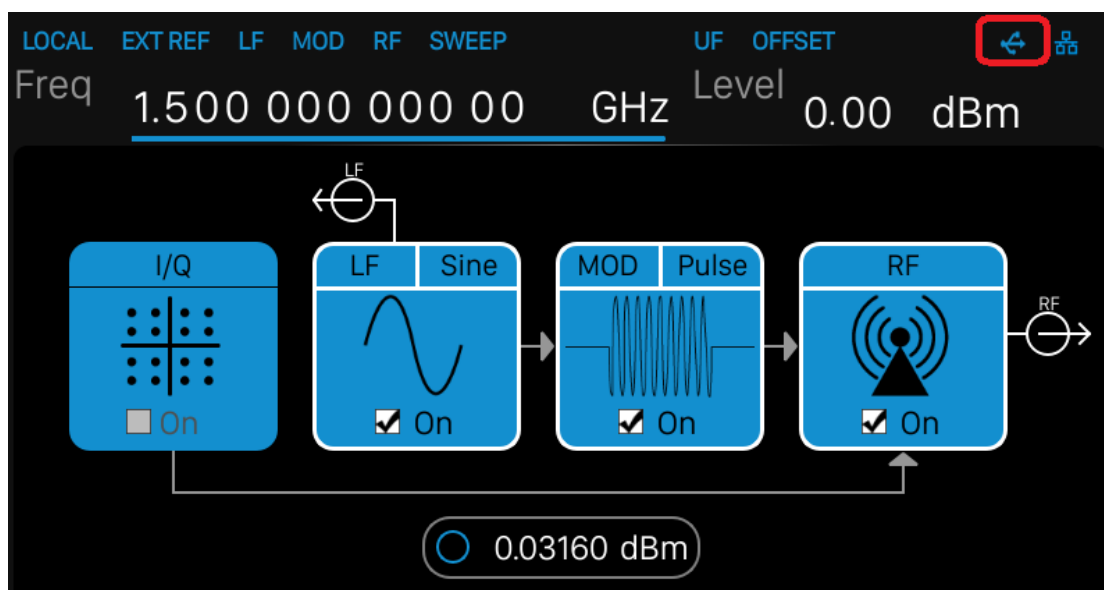 LOCAL EXT REF LF MOD RF SWEEP UF OFFSET
Freq 1.500 000 000 00 GHz Level 0.00 dBm
LF
I/Q LF Sine MOD Pulse RF
RF
On On On On
0.03160 dBm